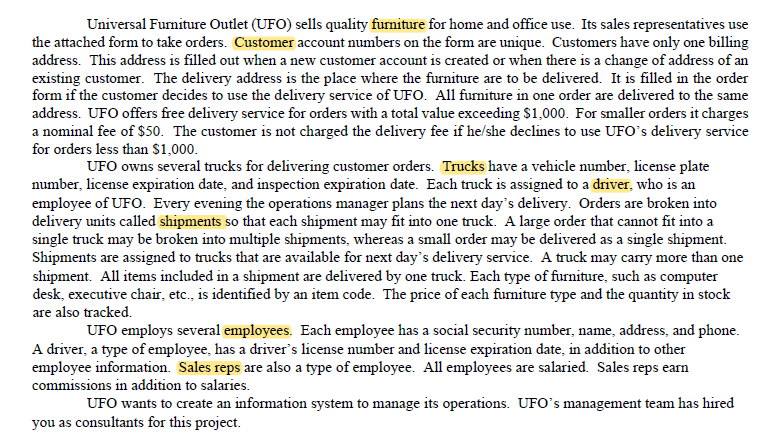 Universal Furniture Outlet (UFO) sells quality furniture for home and office use. Its sales representatives use
the attached form to take orders. Customer account numbers on the form are unique. Customers have only one billing
address. This address is filled out when a new customer account is created or when there is a change of address of an
existing customer. The delivery address is the place where the furniture are to be delivered. It is filled in the order
form if the customer decides to use the delivery service of UFO. All furniture in one order are delivered to the same
address. UFO offers free delivery service for orders with a total value exceeding $1,000. For smaller orders it charges
a nominal fee of $50. The customer is not charged the delivery fee if he/she declines to use UFO's delivery service
for orders less than $1,000.
UFO owns several trucks for delivering customer orders. Trucks have a vehicle number, license plate
number, license expiration date, and inspection expiration date. Each truck is assigned to a driver, who is an
employee of UFO. Every evening the operations manager plans the next day's delivery. Orders are broken into
delivery units called shipments so that each shipment may fit into one truck. A large order that cannot fit into a
single truck may be broken into multiple shipments, whereas a small order may be delivered as a single shipment.
Shipments are assigned to trucks that are available for next day's delivery service. A truck may carry more than one
shipment. All items included in a shipment are delivered by one truck. Each type of furniture, such as computer
desk, executive chair, etc., is identified by an item code. The price of each furniture type and the quantity in stock
are also tracked.
UFO employs several employees. Each employee has a social security number, name, address, and phone.
A driver, a type of employee, has a driver's license number and license expiration date, in addition to other
employee information. Sales reps are also a type of employee. All employees are salaried. Sales reps earn
commissions in addition to salaries.
UFO wants to create an information system to manage its operations. UFO's management team has hired
you as consultants for this project.